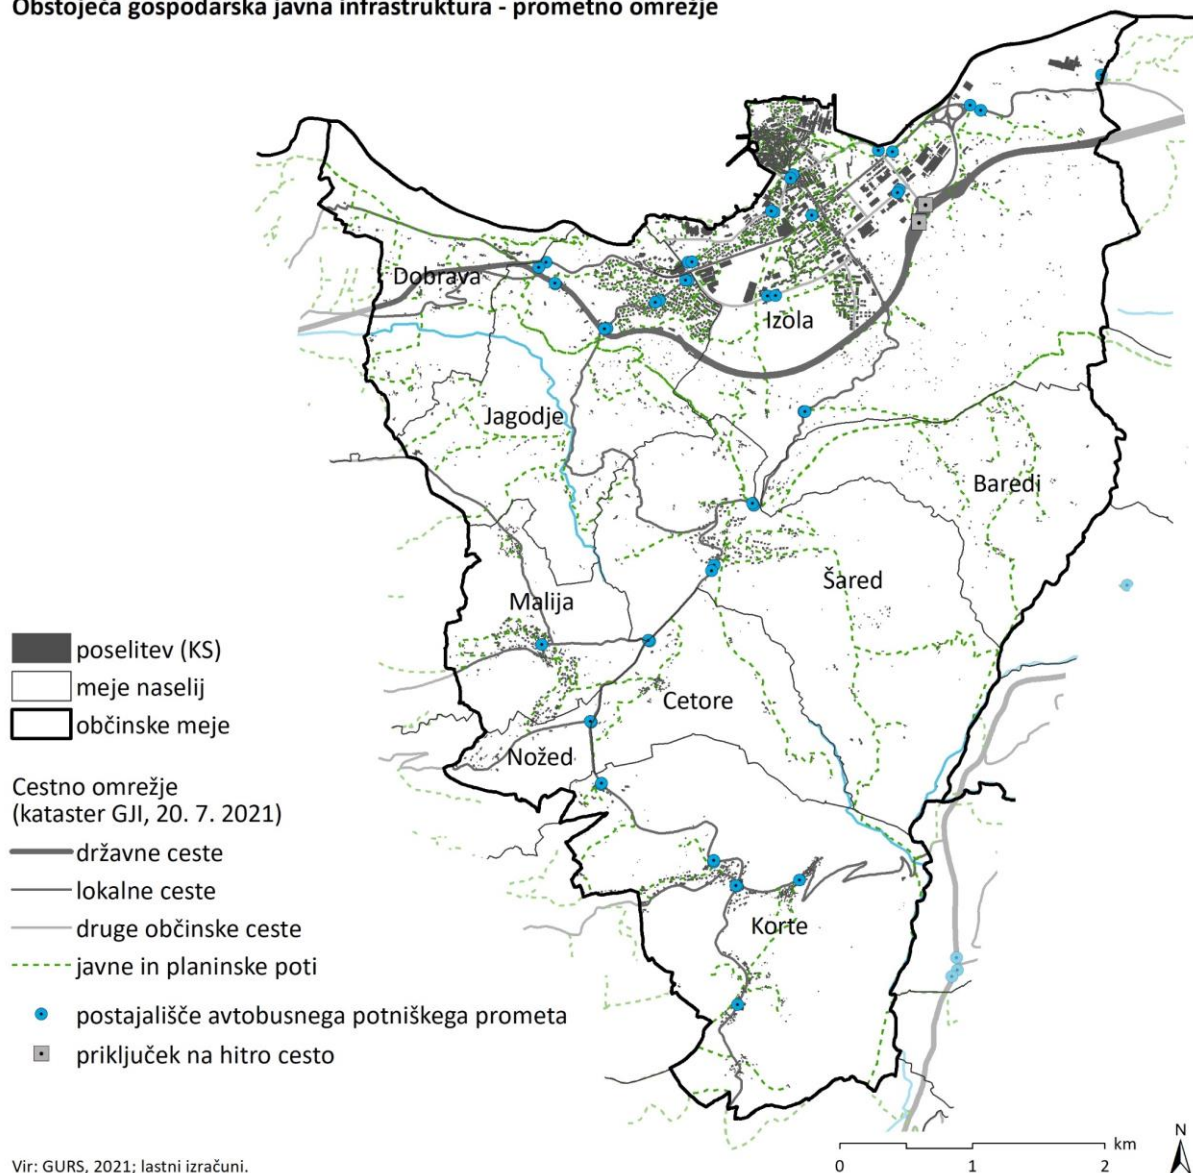 Obstoječa gospodarska javna infrastruktura - prometno omrežje
Dobrava
Izola
Jagodje
Baredi
Šared
Malija
Cetore
Nožed
Korte
poselitev (KS)
meje naselij
občinske meje
Cestno omrežje
(kataster GJI, 20. 7. 2021)
državne ceste
lokalne ceste
druge občinske ceste
javne in planinske poti
postajališče avtobusnega potniškega prometa
priključek na hitro cesto
Vir: GURS, 2021; lastni izračuni.
km
0 1 2
N